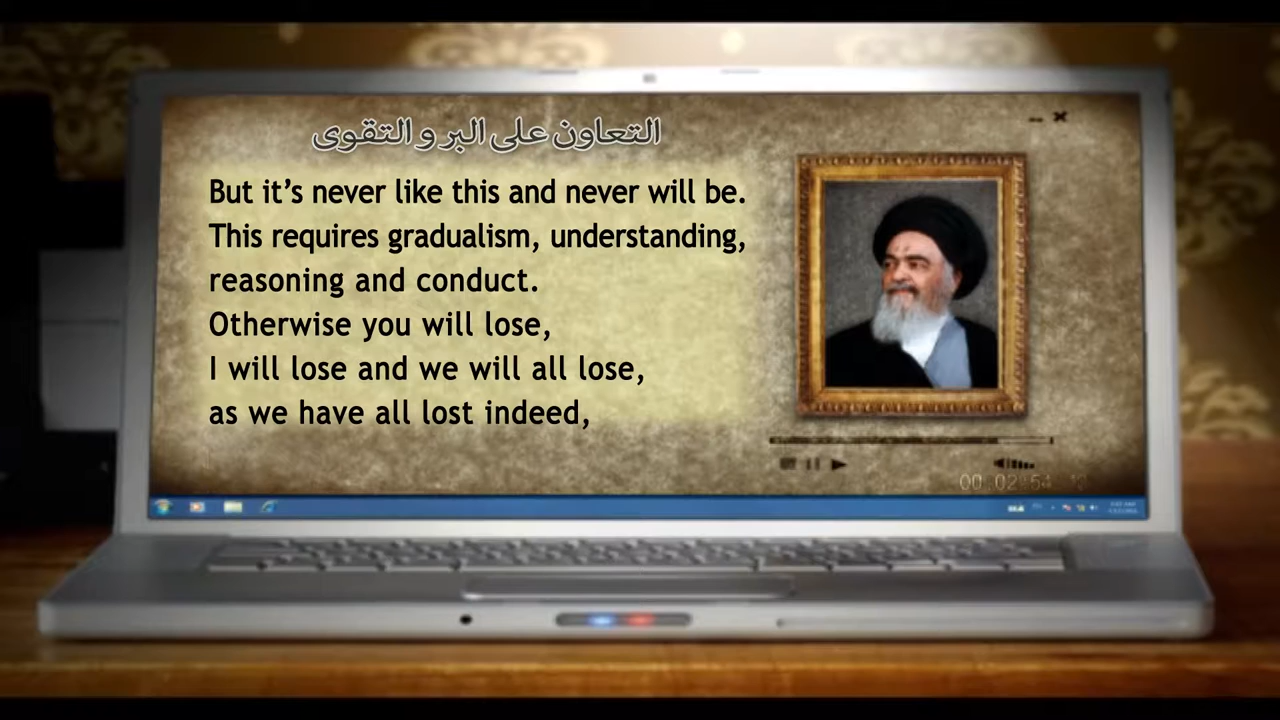 التعاون على البر و التقوى
But it’s never like this and never will be.
This requires gradualism, understanding,
reasoning and conduct.
Otherwise you will lose,
I will lose and we will all lose,
as we have all lost indeed,